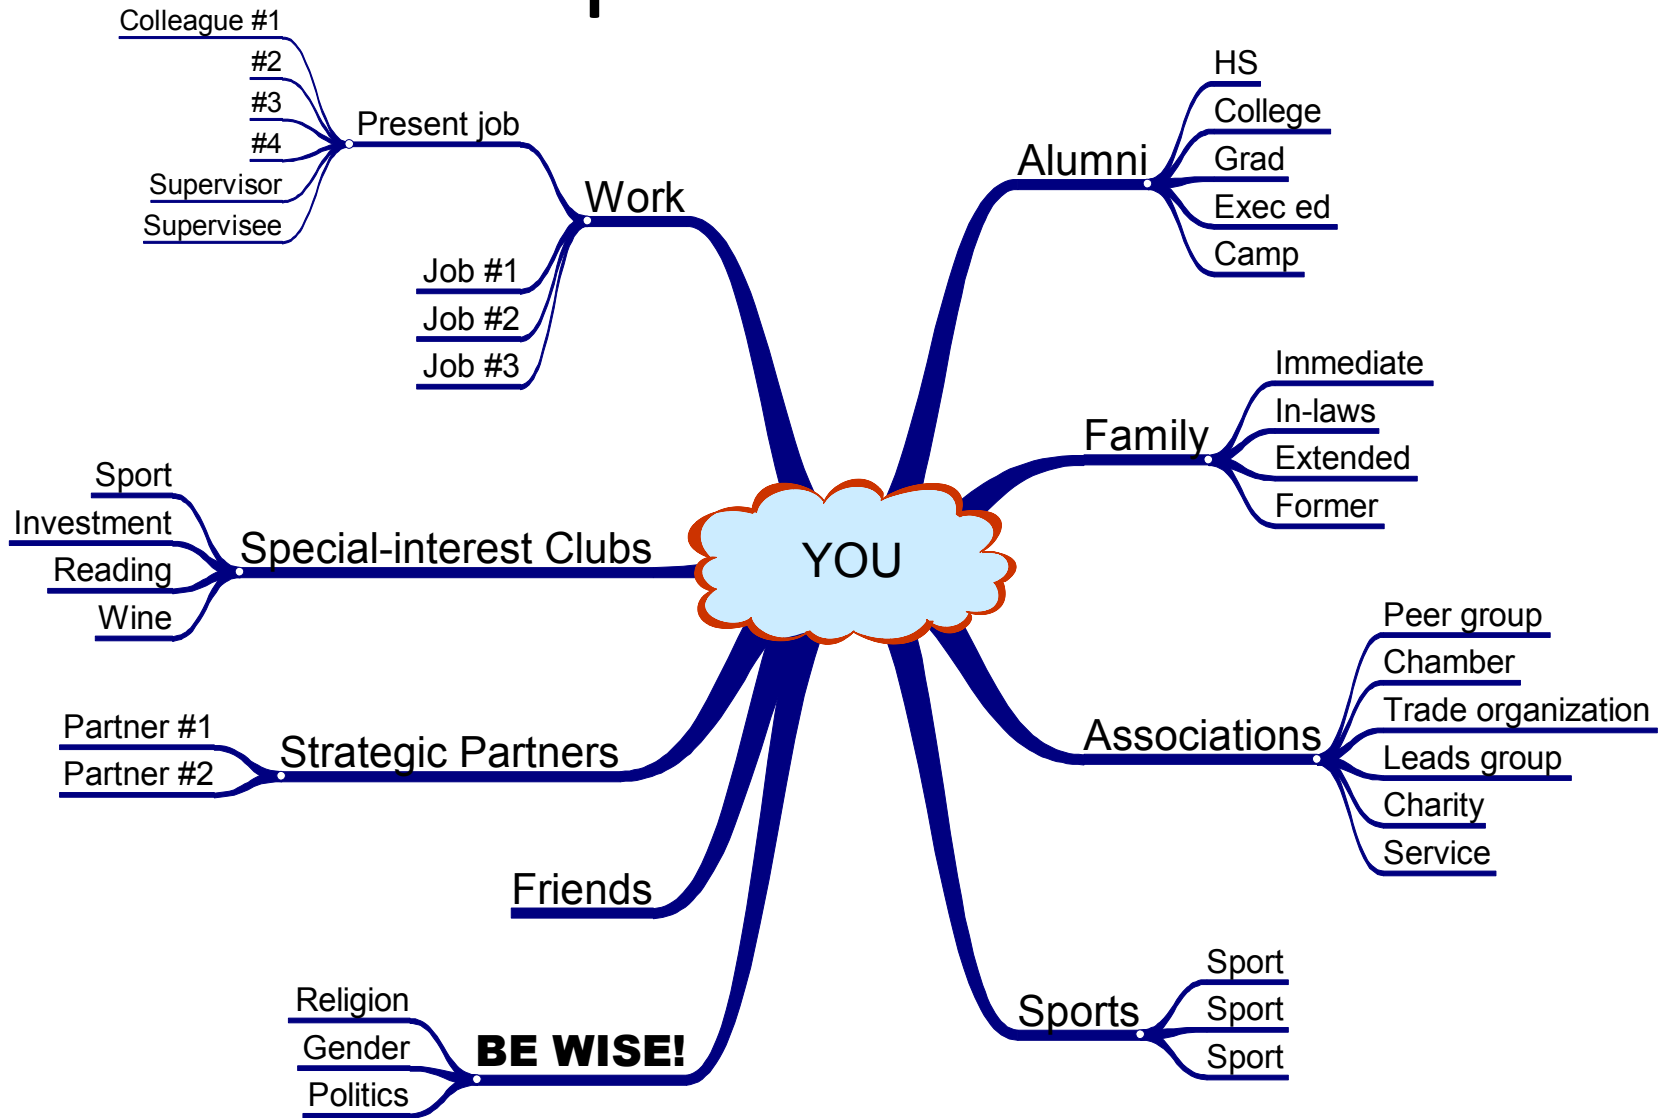 Colleague #1
#2
#3
#4
Supervisor
Supervisee
Present job
Work
Job #1
Job #2
Job #3
Sport
Investment
Reading
Wine
Special-interest Clubs
Partner #1
Partner #2
Strategic Partners
Friends
Religion
Gender
Politics
BE WISE!
YOU
Alumni
HS
College
Grad
Exec ed
Camp
Family
Immediate
In-laws
Extended
Former
Associations
Peer group
Chamber
Trade organization
Leads group
Charity
Service
Sports
Sport
Sport
Sport